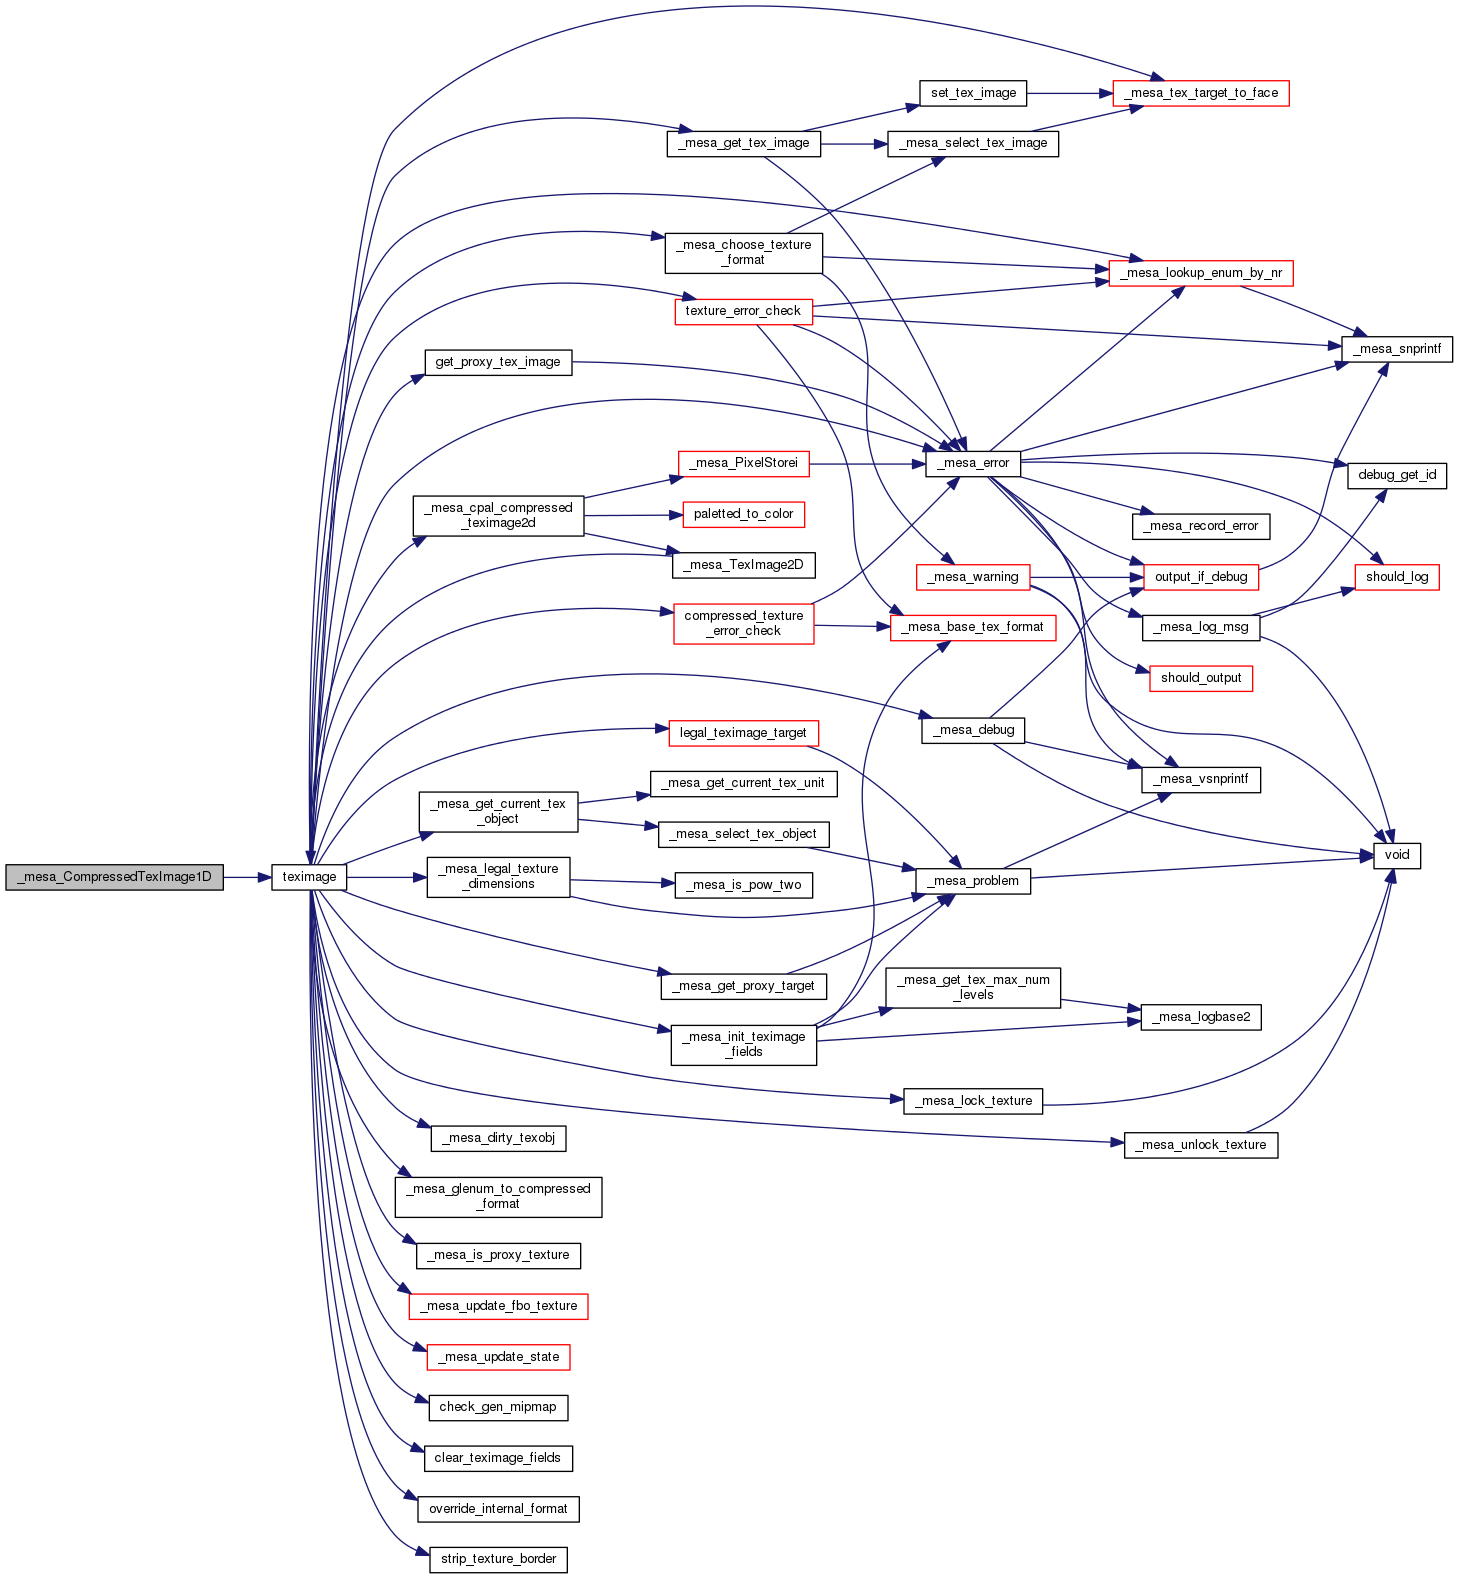 set_tex_image
_mesa_tex_target_to_face
_mesa_get_tex_image
_mesa_select_tex_image
_mesa_choose_texture
_format
_mesa_lookup_enum_by_nr
texture_error_check
_mesa_snprintf
get_proxy_tex_image
_mesa_PixelStorei
_mesa_error
debug_get_id
_mesa_cpal_compressed
_teximage2d
paletted_to_color
_mesa_record_error
_mesa_TexImage2D
_mesa_warning
output_if_debug
should_log
compressed_texture
_error_check
_mesa_base_tex_format
_mesa_log_msg
should_output
legal_teximage_target
_mesa_debug
_mesa_get_current_tex_unit
_mesa_vsnprintf
_mesa_get_current_tex
_object
_mesa_select_tex_object
void
_mesa_CompressedTexImage1D
teximage
_mesa_legal_texture
_dimensions
_mesa_is_pow_two
_mesa_problem
_mesa_get_proxy_target
_mesa_get_tex_max_num
_levels
_mesa_logbase2
_mesa_init_teximage
_fields
_mesa_lock_texture
_mesa_dirty_texobj
_mesa_unlock_texture
_mesa_glenum_to_compressed
_format
_mesa_is_proxy_texture
_mesa_update_fbo_texture
_mesa_update_state
check_gen_mipmap
clear_teximage_fields
override_internal_format
strip_texture_border